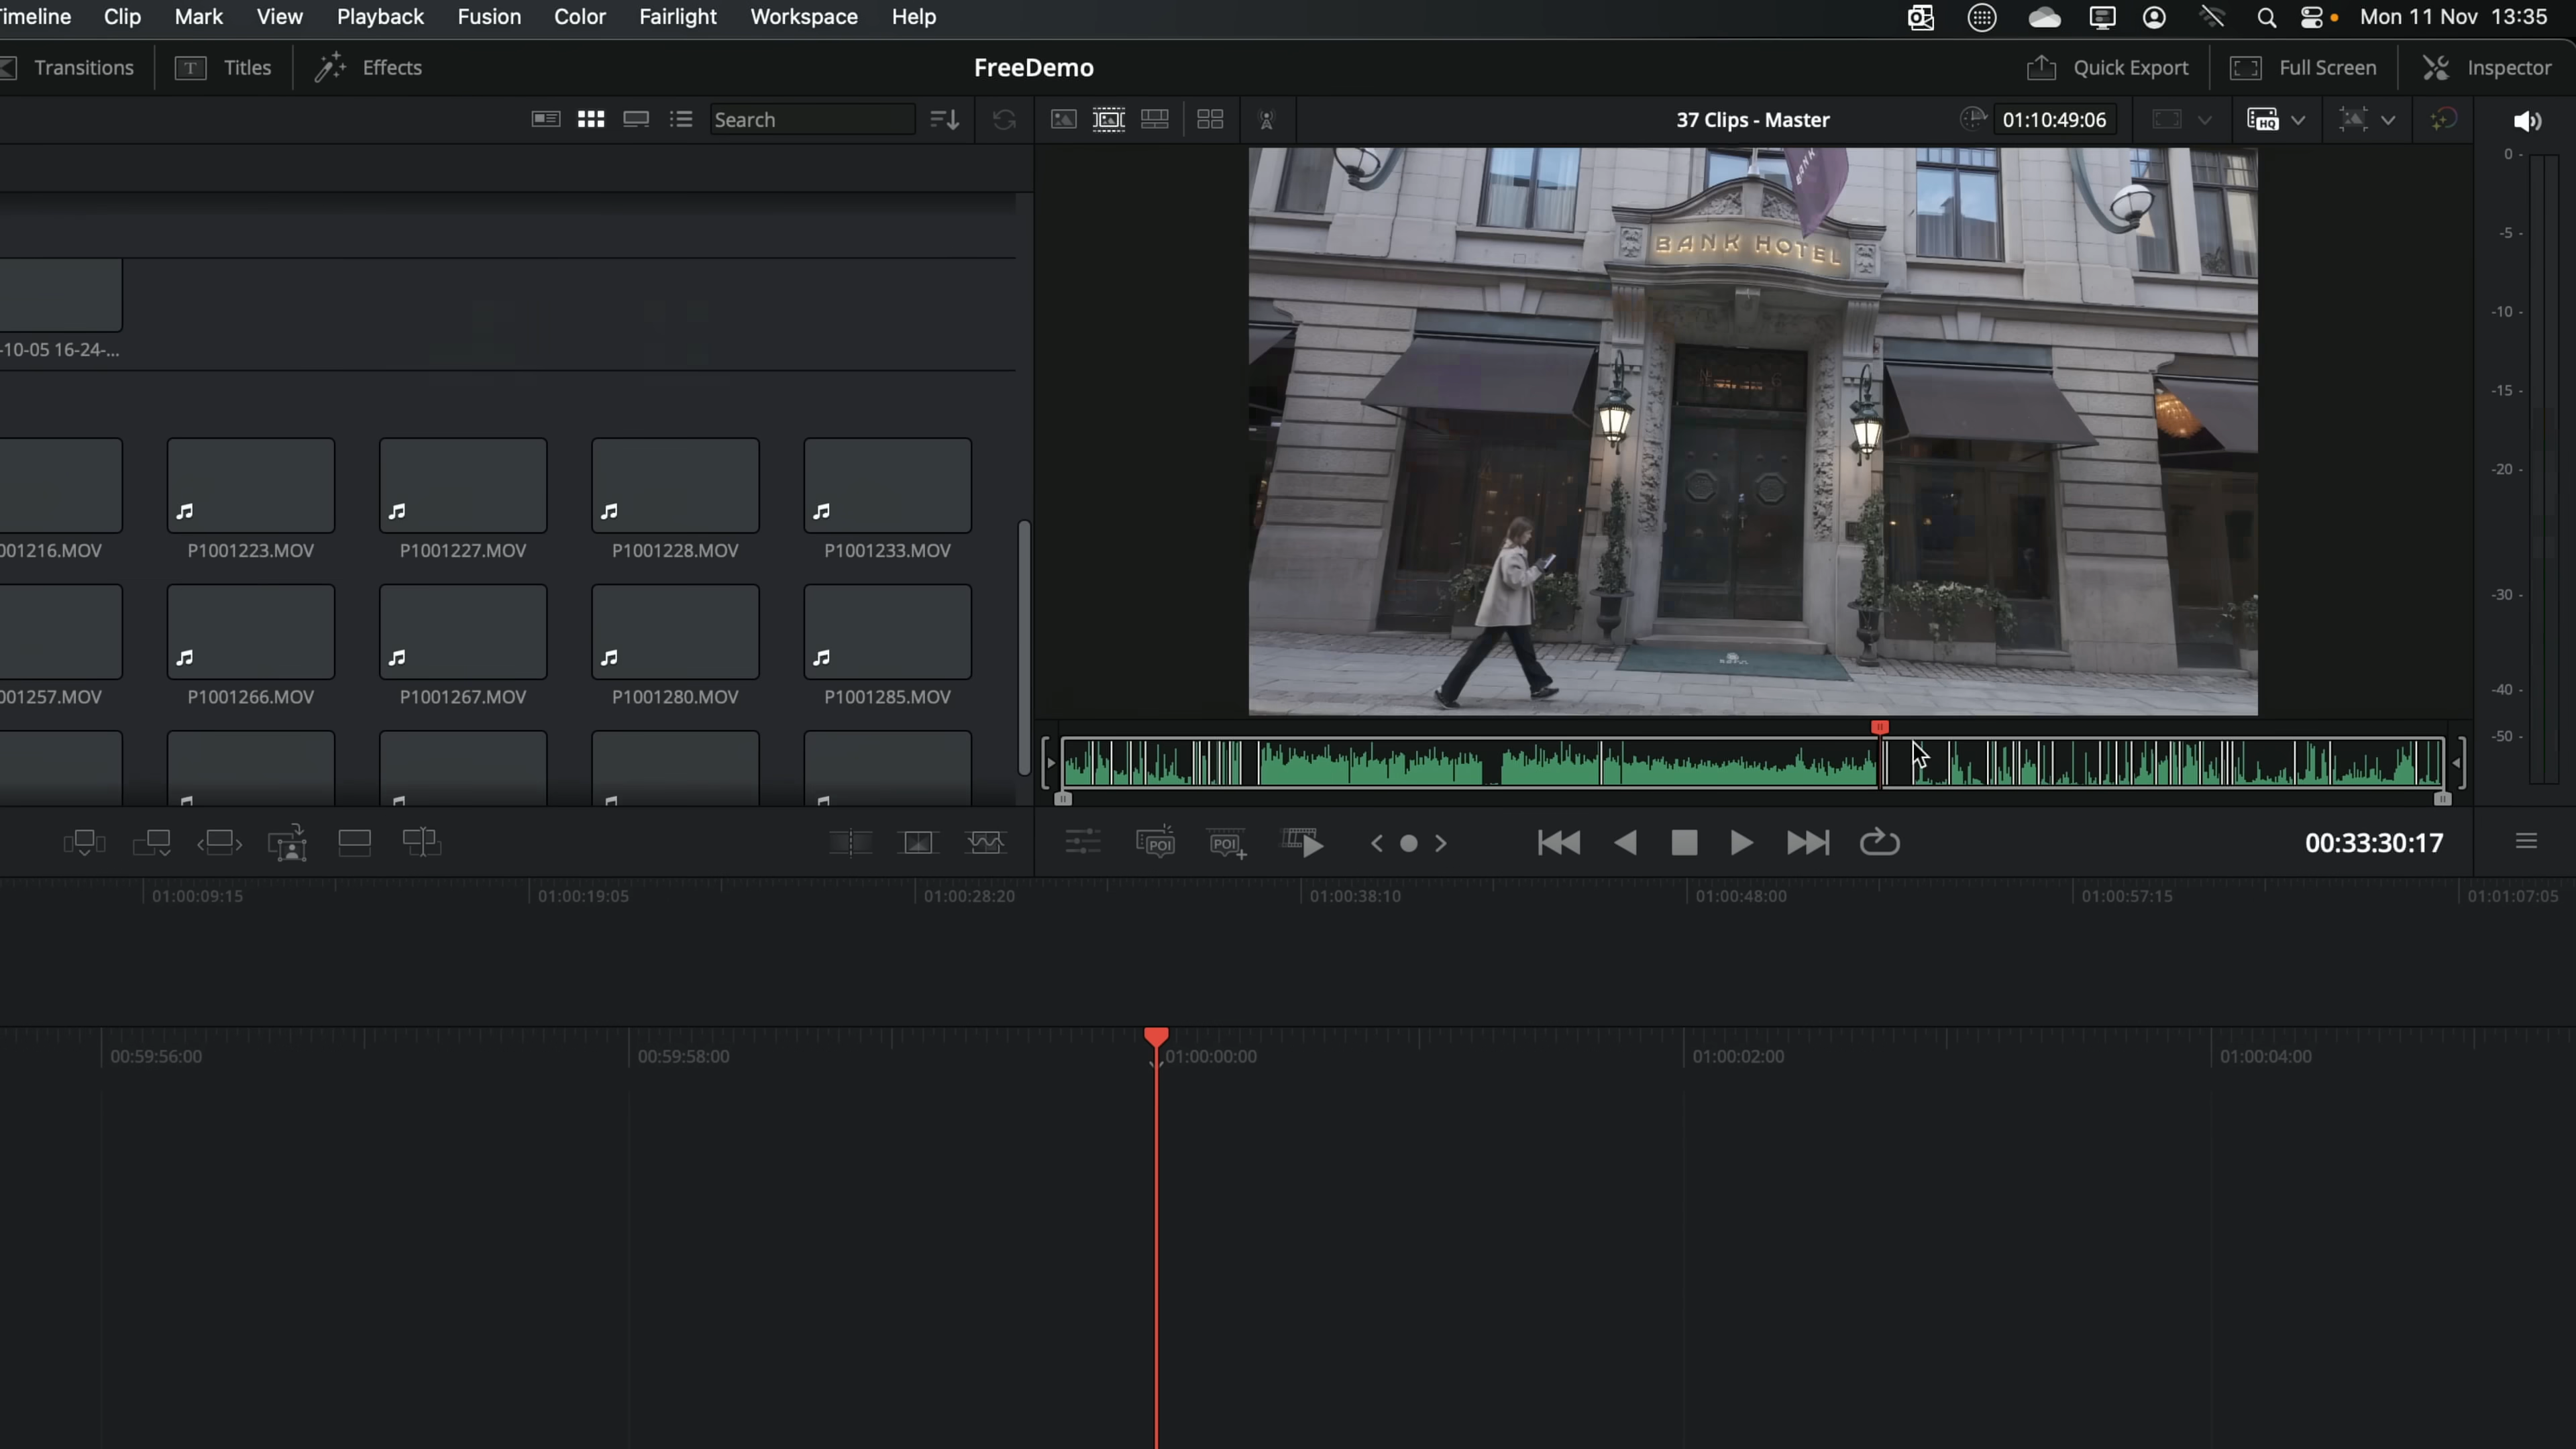 Timeline Clip Mark View Playback Fusion Color Fairlight Workspace Help Mon 11 Nov 13:35
Transitions T Titles Effects FreeDemo Quick Export Full Screen Inspector
Search 37 Clips - Master 01:10:49:06 HQ
0 -
-5 -
-10 -
-15 -
-20 -
-30 -
-40 -
-50 -
BANK
BANK HOTEL
-10-05 16-24-...
001216.MOV P1001223.MOV P1001227.MOV P1001228.MOV P1001233.MOV
001257.MOV P1001266.MOV P1001267.MOV P1001280.MOV P1001285.MOV
POI POI 00:33:30:17
01:00:09:15 01:00:19:05 01:00:28:20 01:00:38:10 01:00:48:00 01:00:57:15 01:01:07:05
00:59:56:00 00:59:58:00 01:00:00:00 01:00:02:00 01:00:04:00